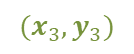 (x₃, y₃)